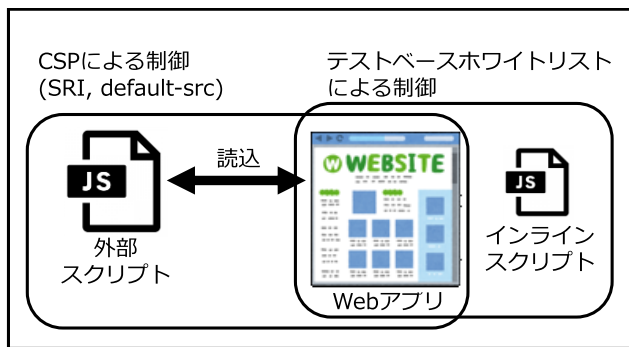 CSPによる制御
(SRI, default-src)
テストベースホワイトリスト
による制御
JS
読込
WEBSITE
JS
外部
スクリプト
インライン
スクリプト
Webアプリ